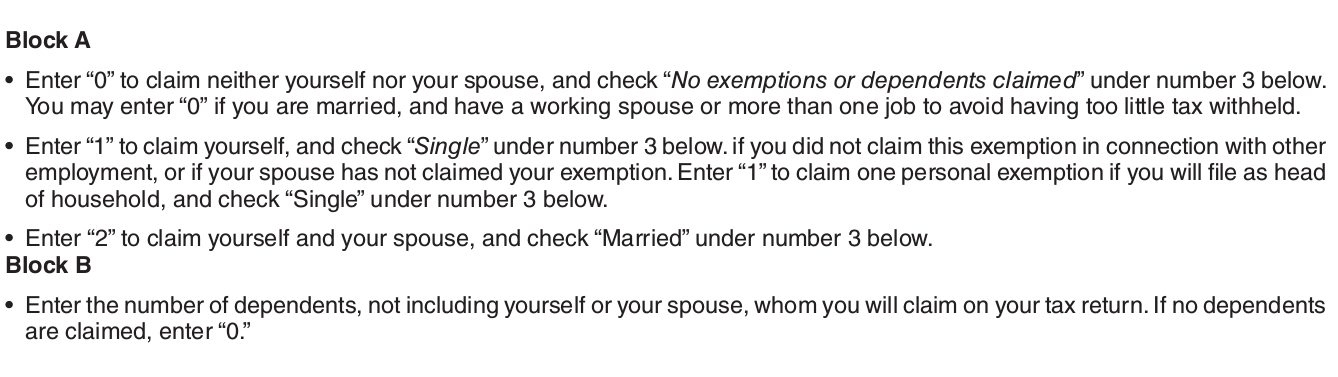 Block A
• Enter “0” to claim neither yourself nor your spouse, and check “No exemptions or dependents claimed” under number 3 below.
You may enter “0” if you are married, and have a working spouse or more than one job to avoid having too little tax withheld.
• Enter “1” to claim yourself, and check “Single” under number 3 below. if you did not claim this exemption in connection with other
employment, or if your spouse has not claimed your exemption. Enter “1” to claim one personal exemption if you will file as head
of household, and check “Single” under number 3 below.
• Enter “2” to claim yourself and your spouse, and check “Married” under number 3 below.
Block B
• Enter the number of dependents, not including yourself or your spouse, whom you will claim on your tax return. If no dependents
are claimed, enter “0.”